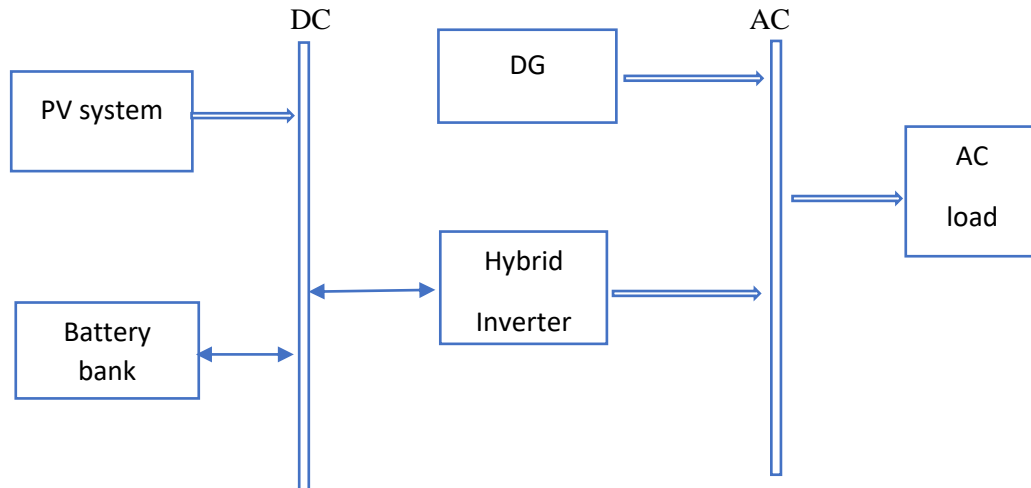 DC
AC
DG
PV system
AC
load
Hybrid
Inverter
Battery
bank